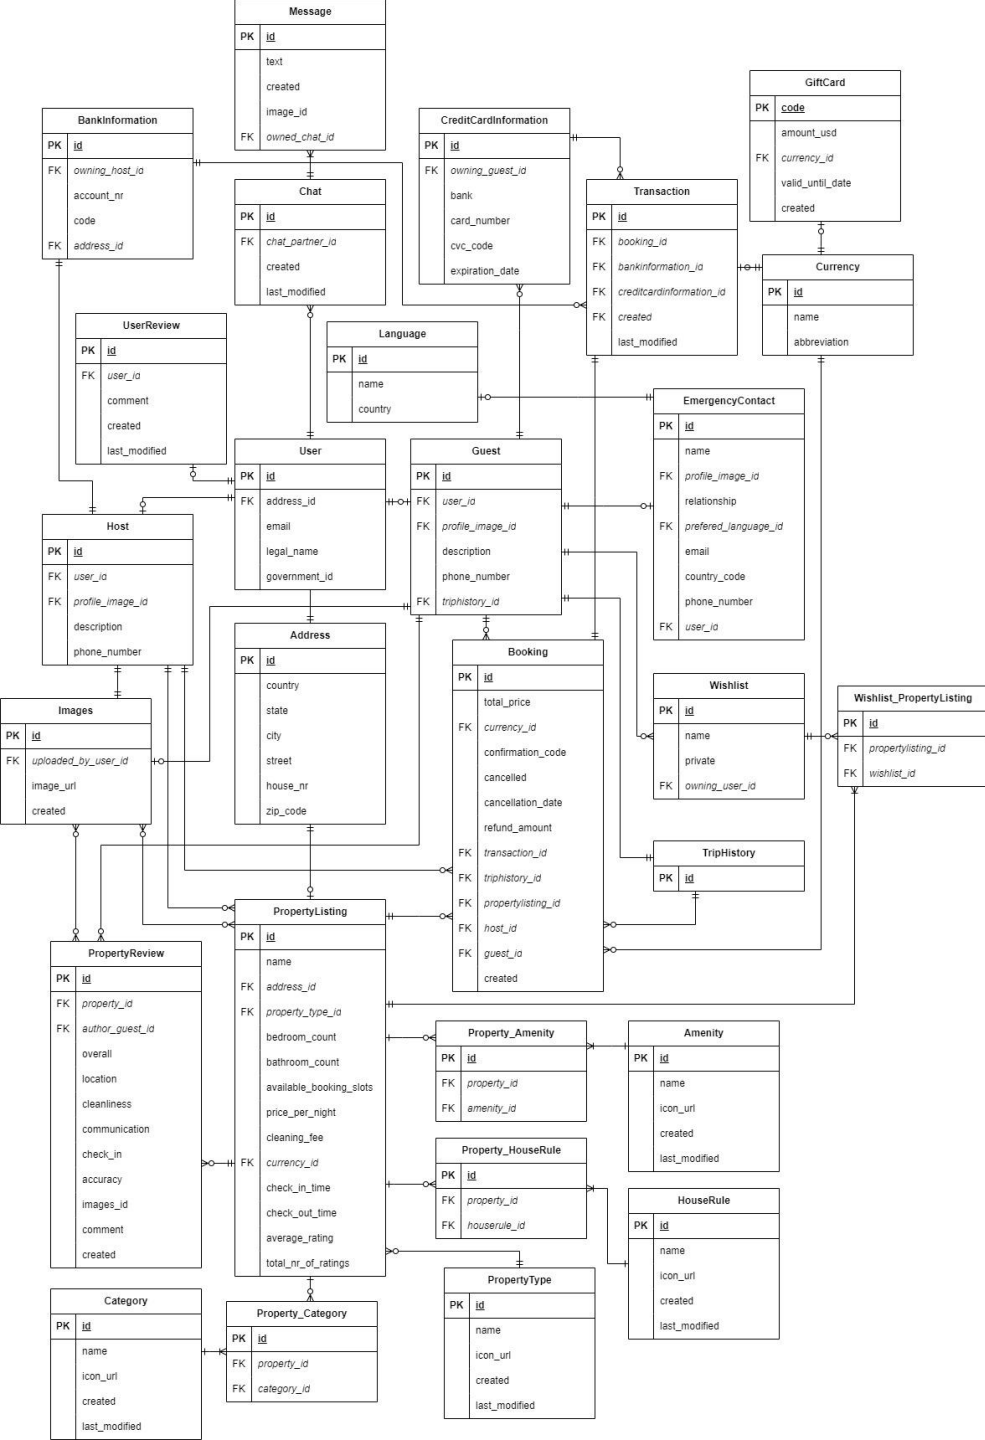 Message
PK id
text
created
image_id
FK owned_chat_id
BankInformation
PK id
FK owning_host_id
account_nr
code
FK address_id
Chat
PK id
FK chat_partner_id
created
last_modified
CreditCardInformation
PK id
FK owning_guest_id
bank
card_number
cvc_code
expiration_date
Transaction
PK id
FK booking_id
FK bankinformation_id
FK creditcardinformation_id
FK created
last_modified
GiftCard
PK code
amount_usd
FK currency_id
valid_until_date
created
Currency
PK id
name
abbreviation
UserReview
PK id
FK user_id
comment
created
last_modified
Language
PK id
name
country
EmergencyContact
PK id
name
FK profile_image_id
relationship
FK prefered_language_id
email
country_code
phone_number
FK user_id
User
PK id
FK address_id
email
legal_name
government_id
Guest
PK id
FK user_id
FK profile_image_id
description
phone_number
FK triphistory_id
Host
PK id
FK user_id
FK profile_image_id
description
phone_number
Address
PK id
country
state
city
street
house_nr
zip_code
Booking
PK id
total_price
FK currency_id
confirmation_code
cancelled
cancellation_date
refund_amount
FK transaction_id
FK triphistory_id
FK propertylisting_id
FK host_id
FK guest_id
created
Wishlist
PK id
name
private
FK owning_user_id
Wishlist_PropertyListing
PK id
FK propertylisting_id
FK wishlist_id
Images
PK id
FK uploaded_by_user_id
image_url
created
TripHistory
PK id
PropertyListing
PK id
name
FK address_id
FK property_type_id
bedroom_count
bathroom_count
available_booking_slots
price_per_night
cleaning_fee
FK currency_id
check_in_time
check_out_time
average_rating
total_nr_of_ratings
PropertyReview
PK id
FK property_id
FK author_guest_id
overall
location
cleanliness
communication
check_in
accuracy
images_id
comment
created
Property_Amenity
PK id
FK property_id
FK amenity_id
Amenity
PK id
name
icon_url
created
last_modified
Property_HouseRule
PK id
FK property_id
FK houserule_id
HouseRule
PK id
name
icon_url
created
last_modified
PropertyType
PK id
name
icon_url
created
last_modified
Category
PK id
name
icon_url
created
last_modified
Property_Category
PK id
FK property_id
FK category_id